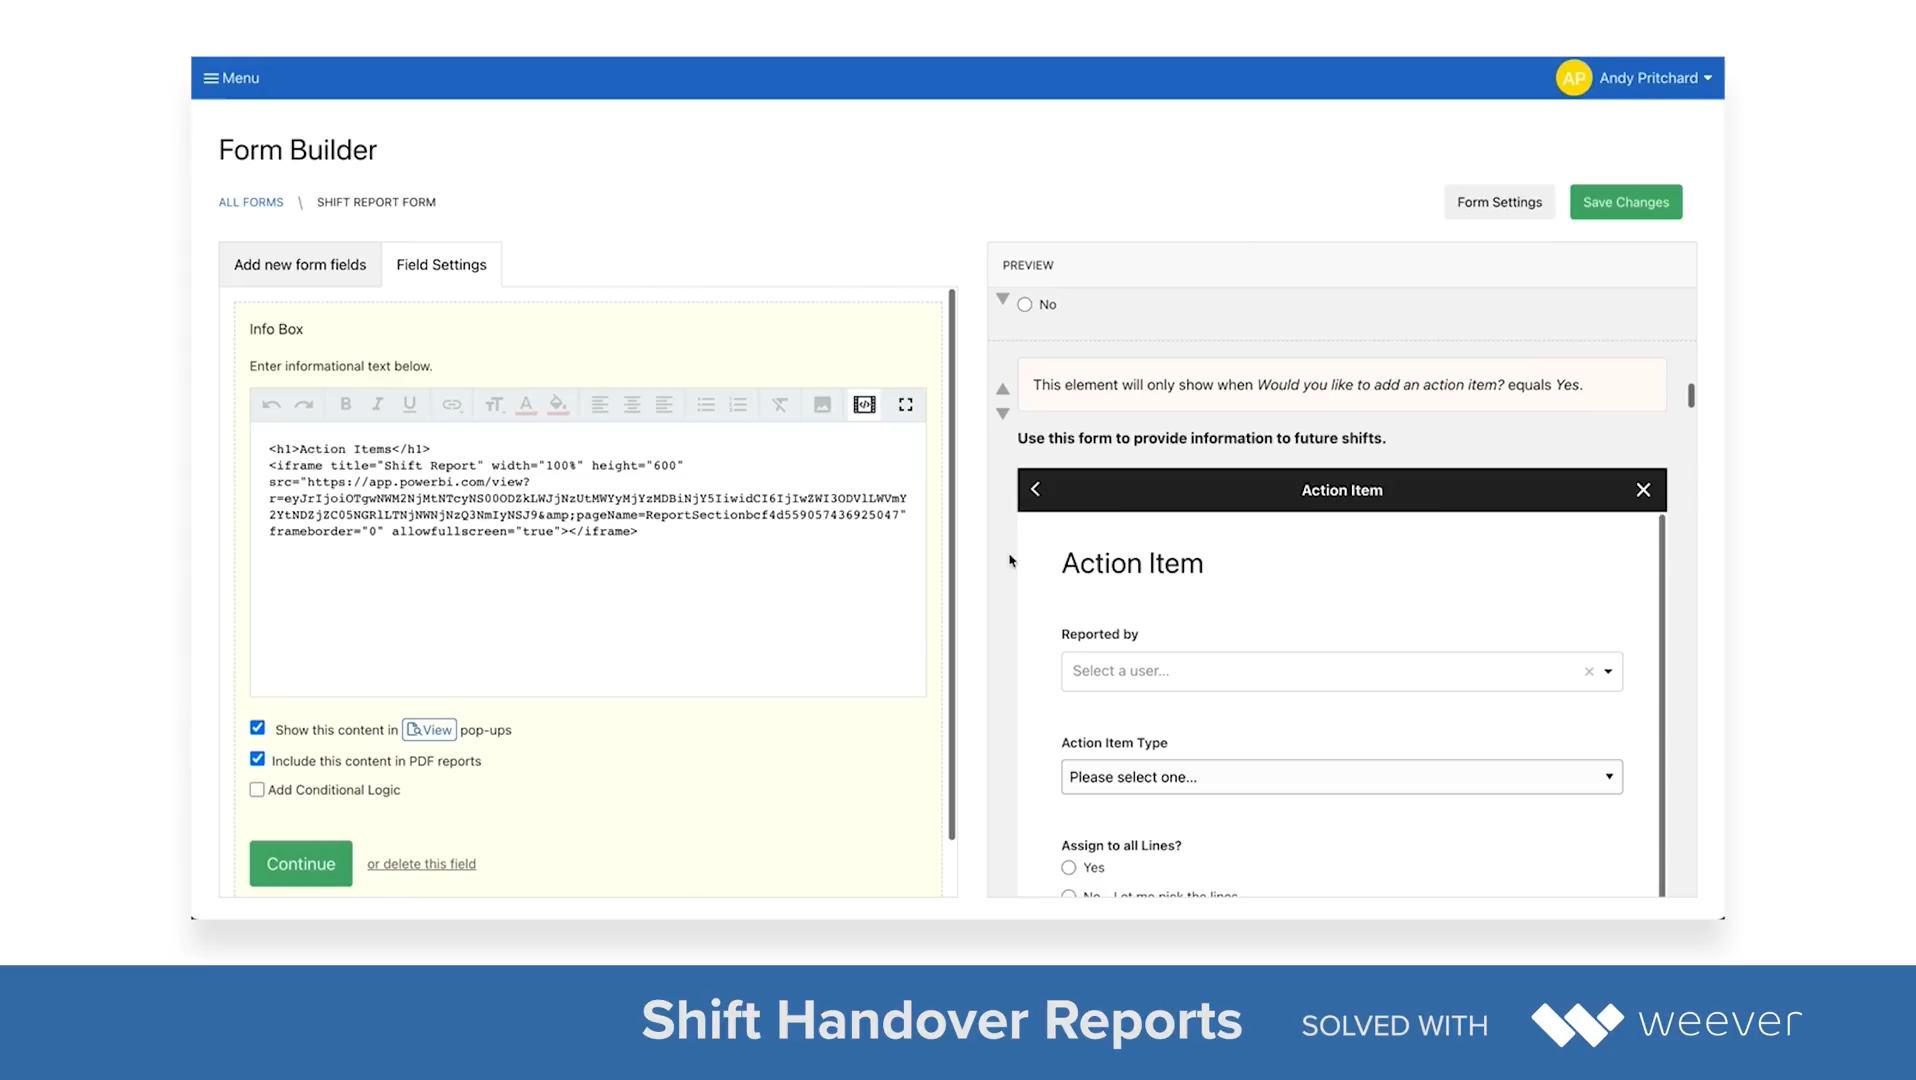 Menu
AP Andy Pritchard
Form Builder
ALL FORMS \ SHIFT REPORT FORM
Form Settings
Save Changes
Add new form fields
Field Settings
Info Box
Enter informational text below.
<h1>Action Items</h1>
<iframe title="Shift Report" width="100%" height="600"
src="https://app.powerbi.com/view?
r=eyJrIjoiOTgwNWM2NjMtNTcyNS00ODZkLWJjNzUtMWYyMjYzMDBiNjY5IiwidCI6IjIwZWI3ODVlLWVmY
2YtNDZjZC05NGRlLTNjNWNjNzQ3NmIyNSJ9&amp;pageName=ReportSectionbcf4d559057436925047"
frameborder="0" allowfullscreen="true"></iframe>
Show this content in View pop-ups
Include this content in PDF reports
Add Conditional Logic
Continue
or delete this field
PREVIEW
No
This element will only show when Would you like to add an action item? equals Yes.
Use this form to provide information to future shifts.
Action Item
Action Item
Reported by
Select a user...
Action Item Type
Please select one...
Assign to all Lines?
Yes
No - Let me pick the lines
Shift Handover Reports
SOLVED WITH
weever